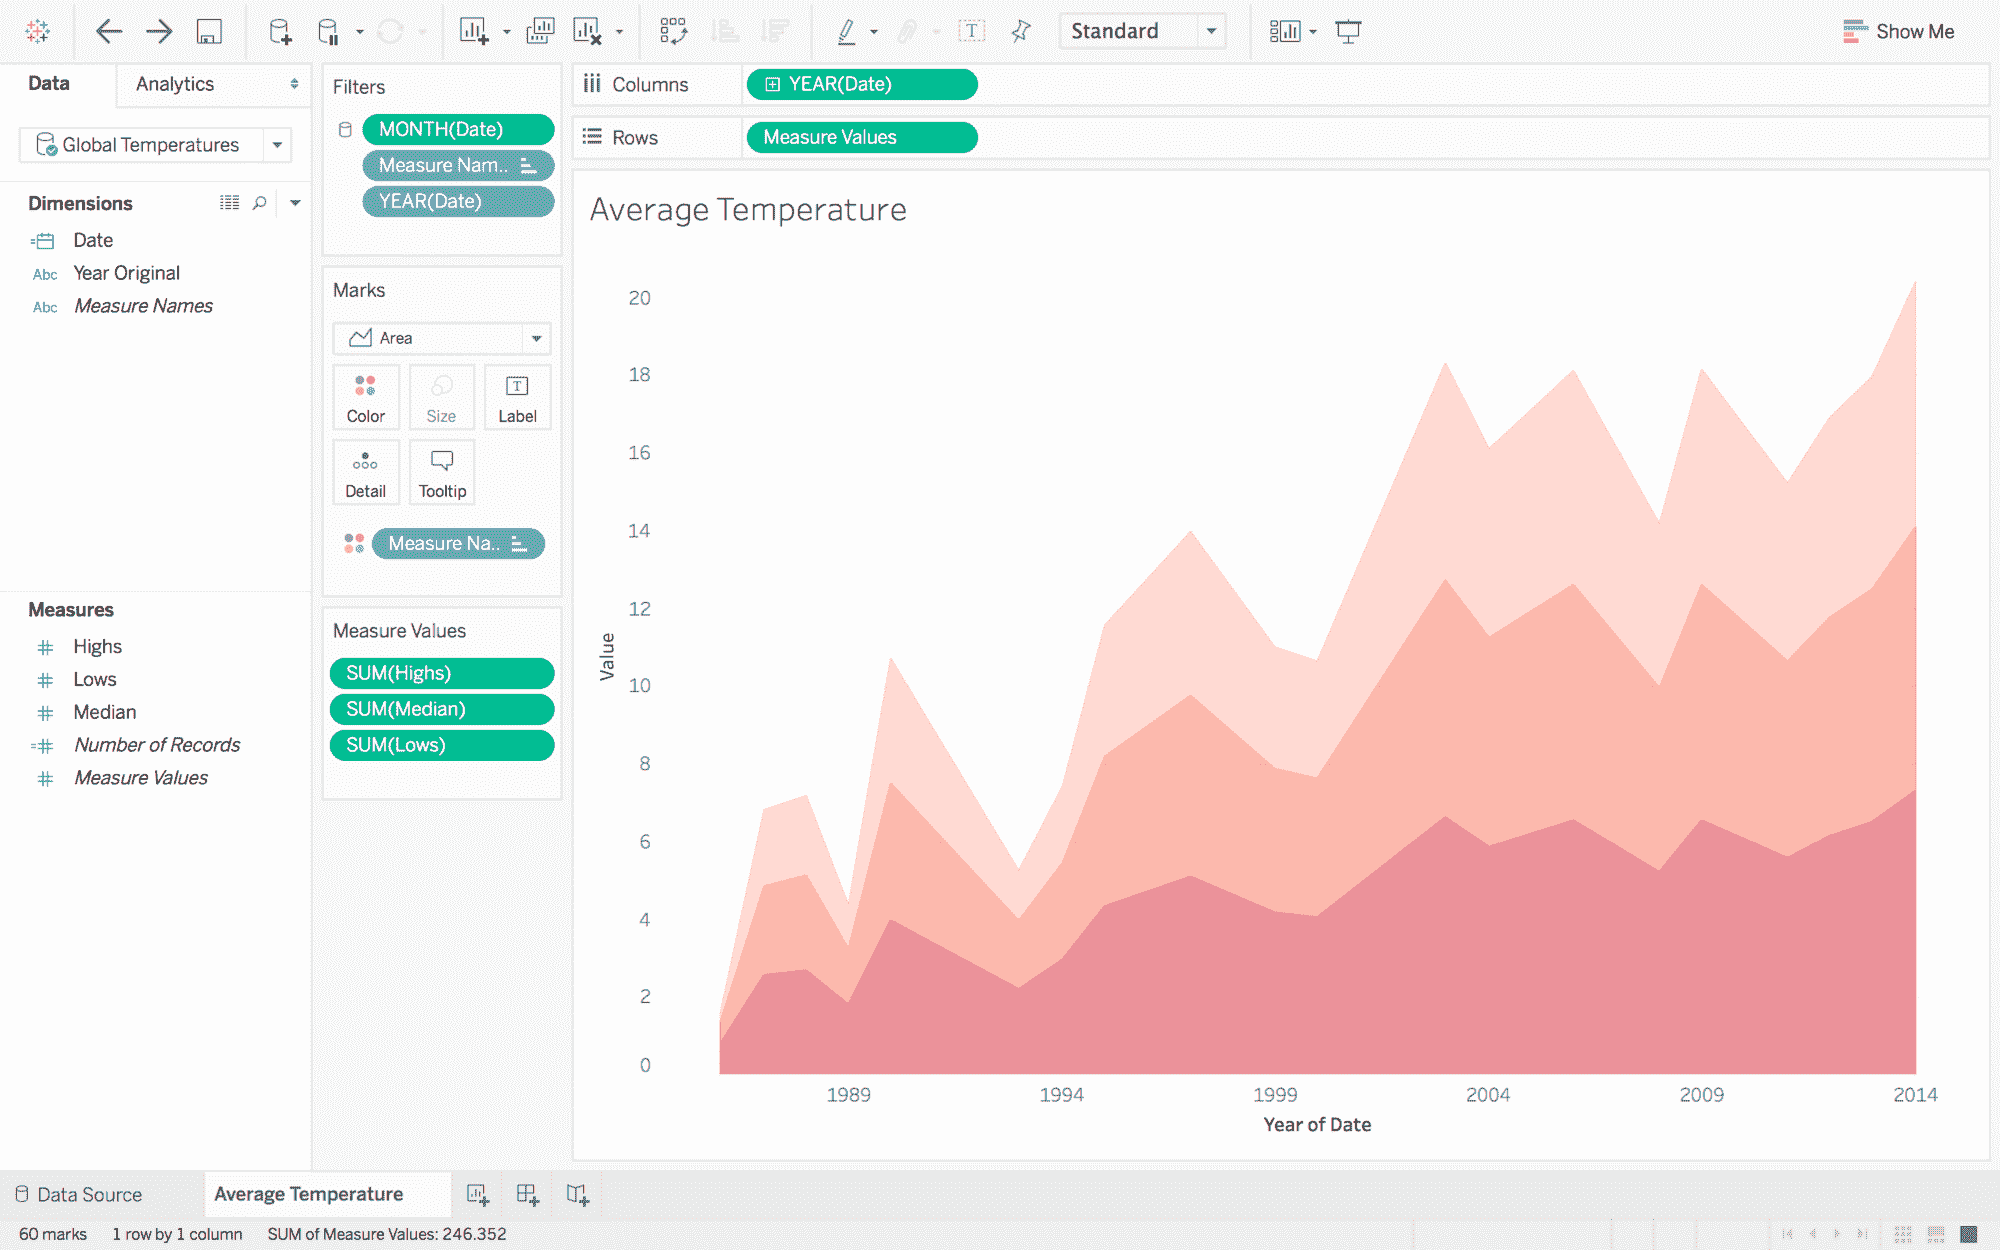 Standard
Show Me
Data
Analytics
Global Temperatures
Dimensions
Date
Abc Year Original
Abc Measure Names
Measures
Highs
Lows
Median
Number of Records
Measure Values
Filters
MONTH(Date)
Measure Nam..
YEAR(Date)
Marks
Area
Color Size Label
Detail Tooltip
Measure Na..
Measure Values
SUM(Highs)
SUM(Median)
SUM(Lows)
Columns YEAR(Date)
Rows Measure Values
Average Temperature
20
18
16
14
12
10
8
6
4
2
0
Value
1989 1994 1999 2004 2009 2014
Year of Date
Data Source
Average Temperature
60 marks 1 row by 1 column SUM of Measure Values: 246.352